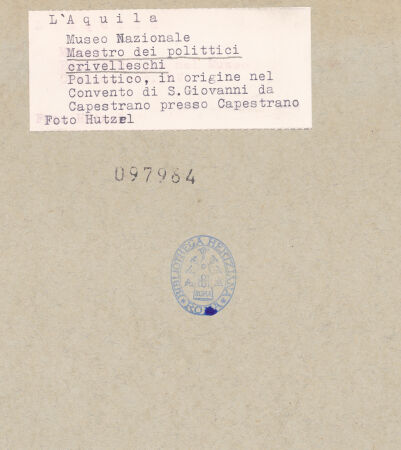 L'Aquila
Museo Nazionale
Maestro dei polittici
crivelleschi
Polittico, in origine nel
Convento di S.Giovanni da
Capestrano presso Capestrano
Foto Hutzel
097984
BIBLIOTHECA HERTZIANA
ROMA